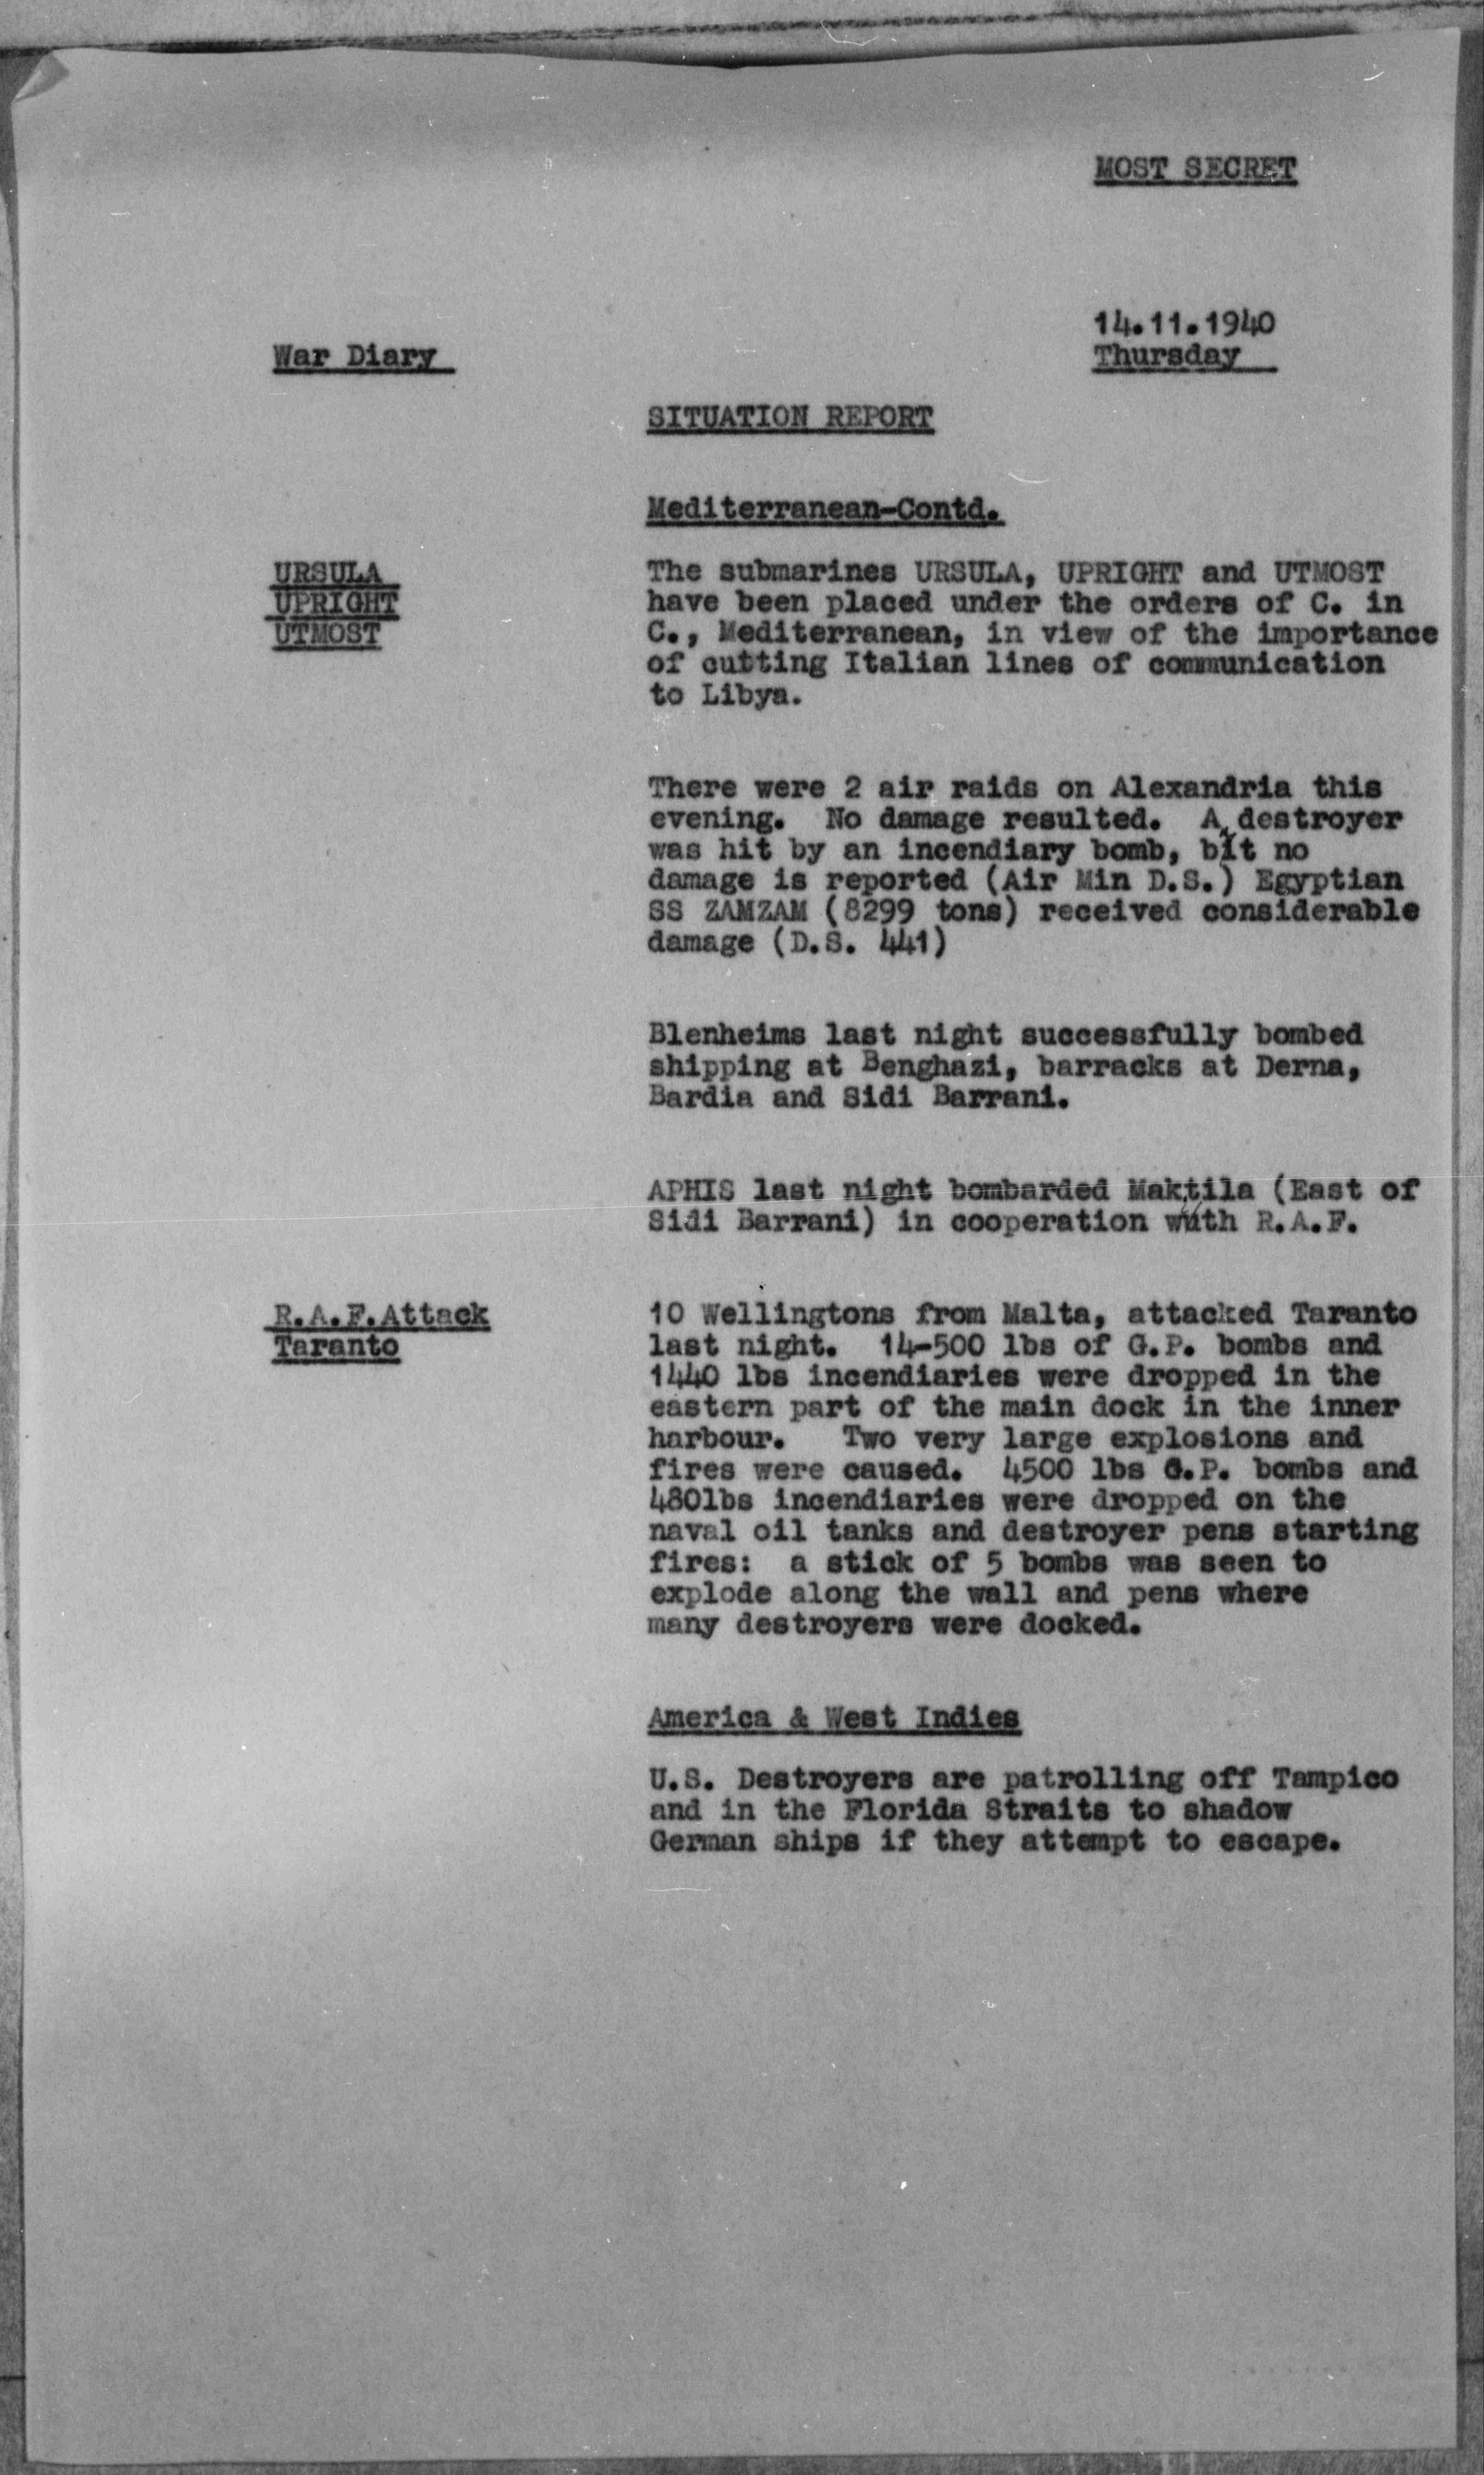 MOST SECRET
14.11.1940
War Diary
Thursday
SITUATION REPORT
Mediterranean-Contd.
URSULA
UPRIGHT
UTMOST
The submarines URSULA, UPRIGHT and UTMOST
have been placed under the orders of C. in
C., Mediterranean, in view of the importance
of cutting Italian lines of communication
to Libya.
There were 2 air raids on Alexandria this
evening. No damage resulted. A destroyer
was hit by an incendiary bomb, bit no
damage is reported (Air Min D.S.) Egyptian
SS ZAMZAM (8299 tons) received considerable
damage (D.S. 441)
Blenheims last night successfully bombed
shipping at Benghazi, barracks at Derna,
Bardia and Sidi Barrani.
APHIS last night bombarded Maktila (East of
Sidi Barrani) in cooperation with R.A.F.
R.A.F.Attack
Taranto
10 Wellingtons from Malta, attacked Taranto
last night. 14-500 lbs of G.P. bombs and
1440 lbs incendiaries were dropped in the
eastern part of the main dock in the inner
harbour. Two very large explosions and
fires were caused. 4500 lbs G.P. bombs and
480lbs incendiaries were dropped on the
naval oil tanks and destroyer pens starting
fires: a stick of 5 bombs was seen to
explode along the wall and pens where
many destroyers were docked.
America & West Indies
U.S. Destroyers are patrolling off Tampico
and in the Florida Straits to shadow
German ships if they attempt to escape.